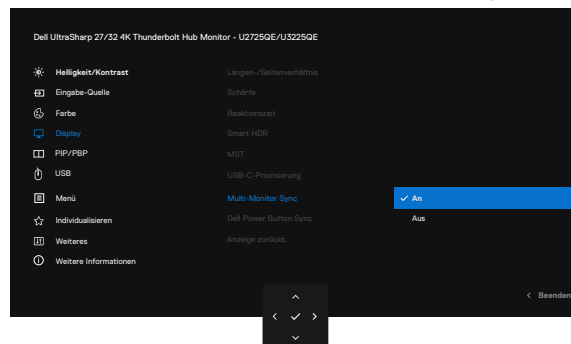 Dell UltraSharp 27/32 4K Thunderbolt Hub Monitor - U2725QE/U3225QE
Helligkeit/Kontrast
Längen-/Seitenverhältnis
Eingabe-Quelle
Schärfe
Farbe
Reaktionszeit
Display
Smart HDR
PIP/PBP
MST
USB
USB-C-Priorisierung
Menü
Multi-Monitor Sync
An
Individualisieren
Dell Power Button Sync
Aus
Weiteres
Anzeige zurücks.
Weitere Informationen
Beenden